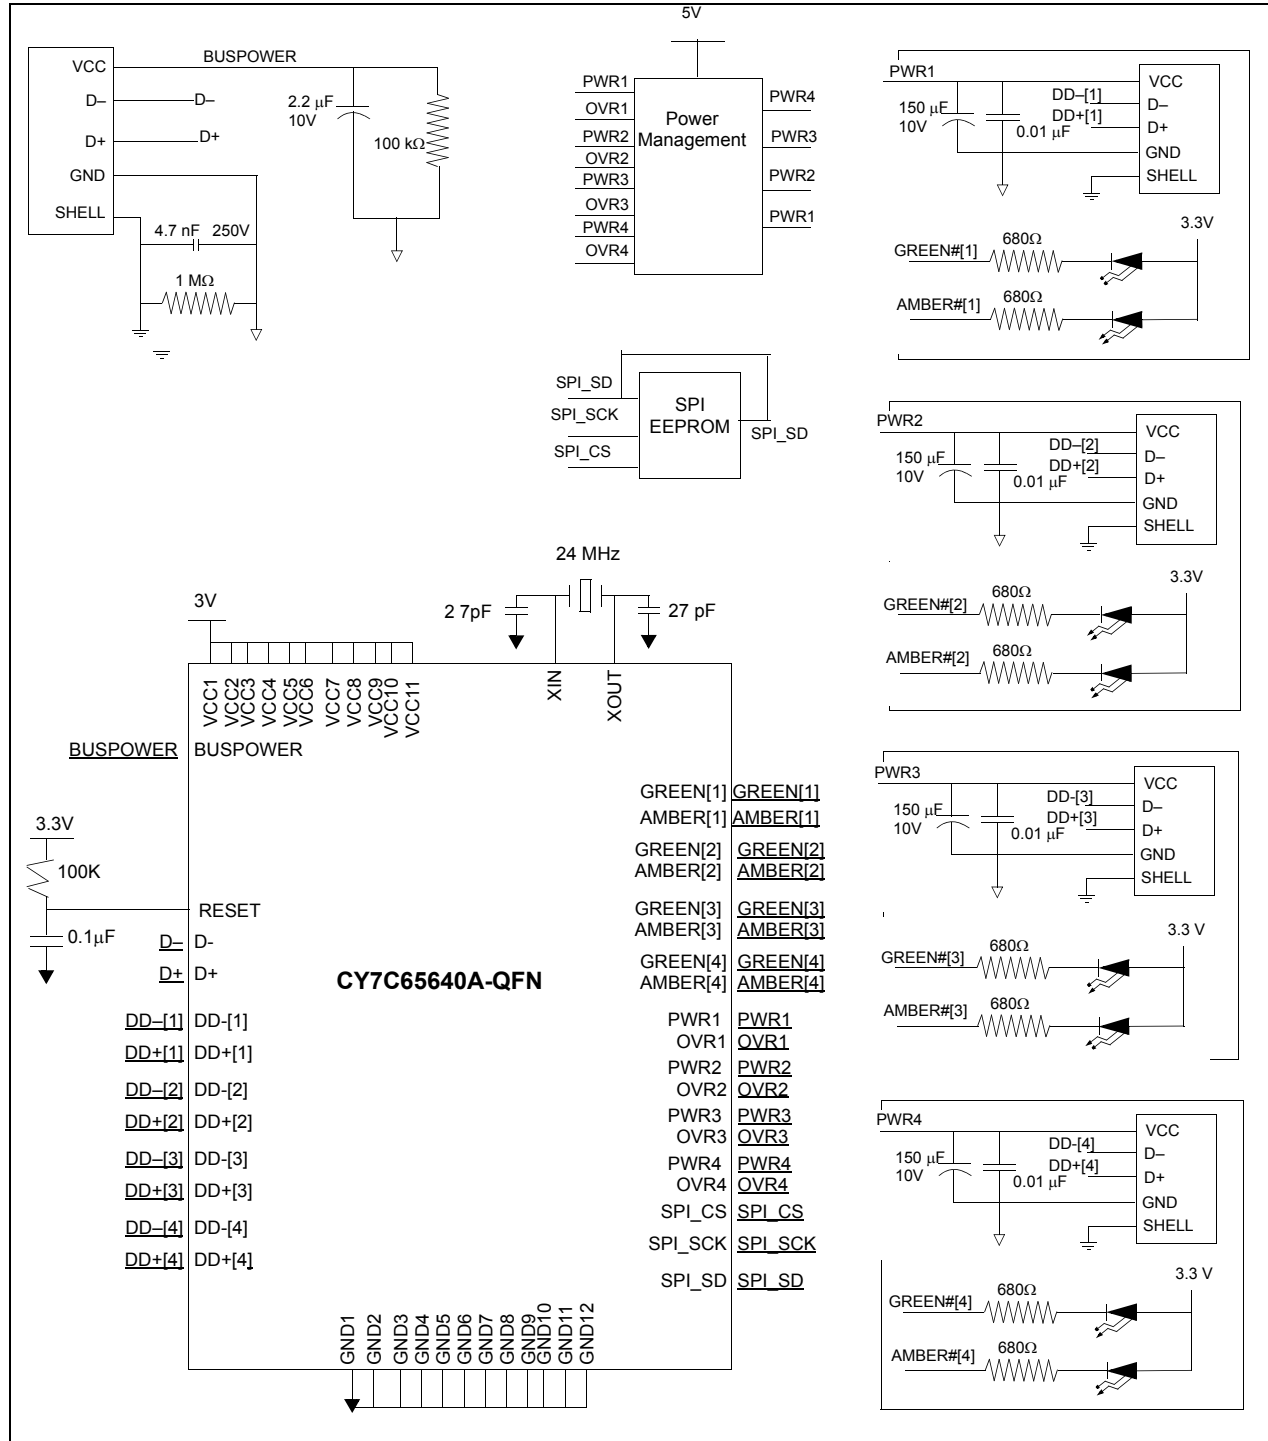 VCC
BUSPOWER
D– D–
D+ D+
GND
SHELL
2.2 μF
10V
100 kΩ
4.7 nF 250V
1 MΩ
5V
PWR1
OVR1
PWR2
OVR2
PWR3
OVR3
PWR4
OVR4
Power
Management
PWR4
PWR3
PWR2
PWR1
SPI_SD
SPI_SCK
SPI_CS
SPI
EEPROM
SPI_SD
PWR1
150 μF
10V
0.01 μF
DD–[1]
DD+[1]
VCC
D–
D+
GND
SHELL
3.3V
GREEN#[1]
680Ω
AMBER#[1]
680Ω
PWR2
150 μF
10V
0.01 μF
DD–[2]
DD+[2]
VCC
D–
D+
GND
SHELL
3.3V
GREEN#[2]
680Ω
AMBER#[2]
680Ω
PWR3
150 μF
10V
0.01 μF
DD-[3]
DD+[3]
VCC
D–
D+
GND
SHELL
3.3 V
GREEN#[3]
680Ω
AMBER#[3]
680Ω
PWR4
150 μF
10V
0.01 μF
DD-[4]
DD+[4]
VCC
D–
D+
GND
SHELL
3.3 V
GREEN#[4]
680Ω
AMBER#[4]
680Ω
24 MHz
2 7pF
27 pF
3V
VCC1
VCC2
VCC3
VCC4
VCC5
VCC6
VCC7
VCC8
VCC9
VCC10
VCC11
XIN
XOUT
BUSPOWER BUSPOWER
3.3V
100K
RESET
0.1μF
D– D-
D+ D+
DD–[1] DD-[1]
DD+[1] DD+[1]
DD–[2] DD-[2]
DD+[2] DD+[2]
DD–[3] DD-[3]
DD+[3] DD+[3]
DD–[4] DD-[4]
DD+[4] DD+[4]
CY7C65640A-QFN
GREEN[1] GREEN[1]
AMBER[1] AMBER[1]
GREEN[2] GREEN[2]
AMBER[2] AMBER[2]
GREEN[3] GREEN[3]
AMBER[3] AMBER[3]
GREEN[4] GREEN[4]
AMBER[4] AMBER[4]
PWR1 PWR1
OVR1 OVR1
PWR2 PWR2
OVR2 OVR2
PWR3 PWR3
OVR3 OVR3
PWR4 PWR4
OVR4 OVR4
SPI_CS SPI_CS
SPI_SCK SPI_SCK
SPI_SD SPI_SD
GND1
GND2
GND3
GND4
GND5
GND6
GND7
GND8
GND9
GND10
GND11
GND12